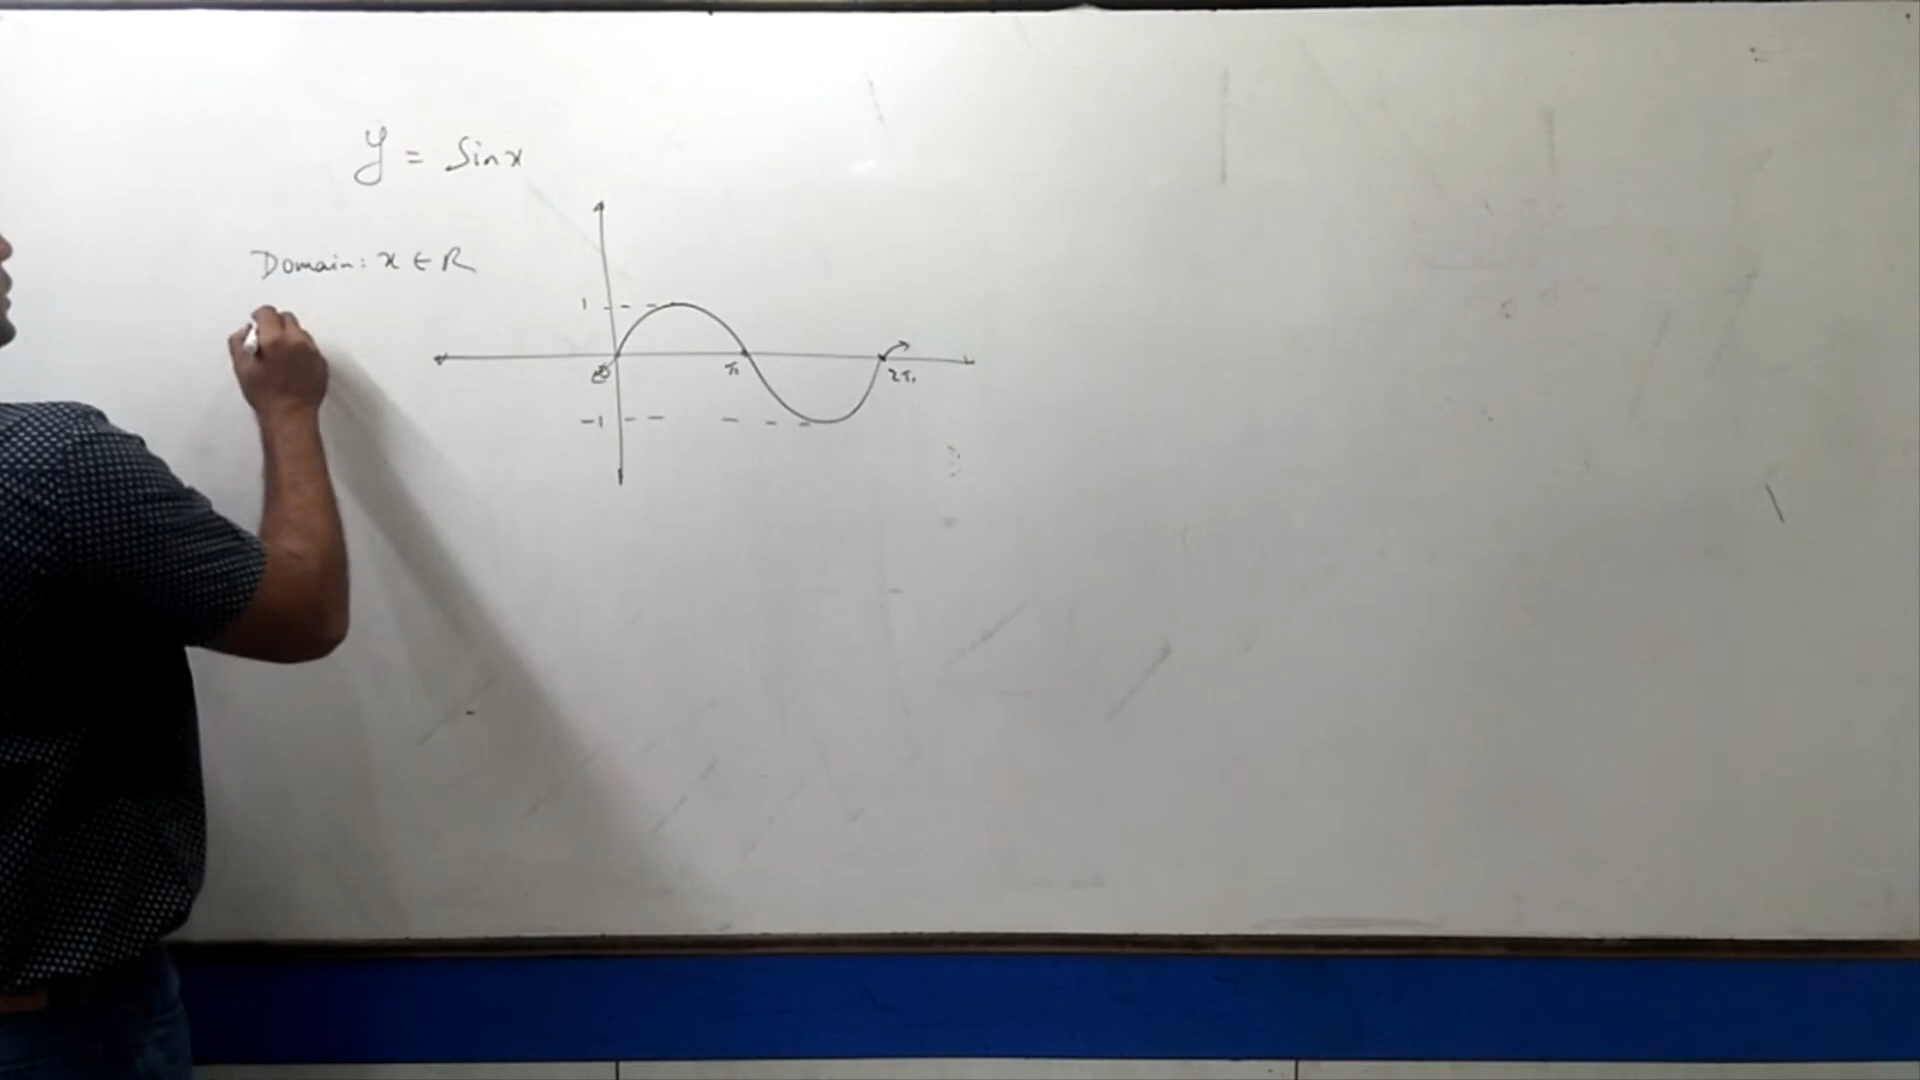 y = Sinx
Domain: x ∈ R
1
0
π
2π
-1